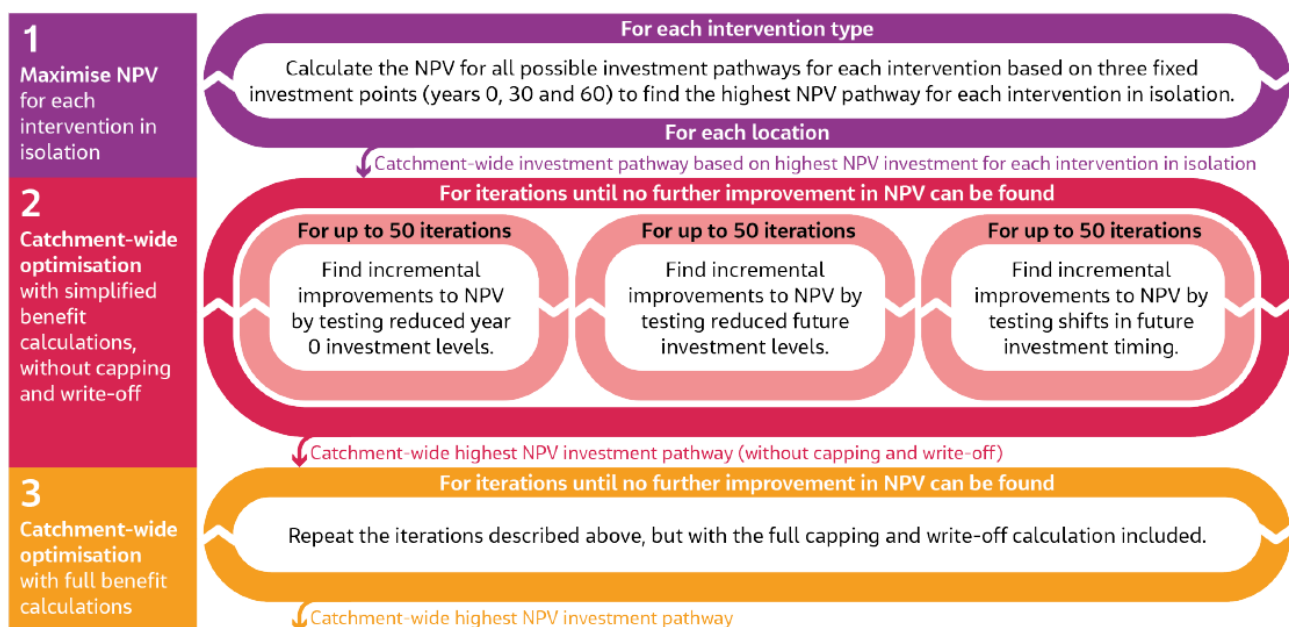 1
Maximise NPV
for each
intervention in
isolation
For each intervention type
Calculate the NPV for all possible investment pathways for each intervention based on three fixed
investment points (years 0, 30 and 60) to find the highest NPV pathway for each intervention in isolation.
For each location
Catchment-wide investment pathway based on highest NPV investment for each intervention in isolation
2
Catchment-wide
optimisation
with simplified
benefit
calculations,
without capping
and write-off
For iterations until no further improvement in NPV can be found
For up to 50 iterations
Find incremental
improvements to NPV
by testing reduced year
0 investment levels.
For up to 50 iterations
Find incremental
improvements to NPV by
testing reduced future
investment levels.
For up to 50 iterations
Find incremental
improvements to NPV by
testing shifts in future
investment timing.
Catchment-wide highest NPV investment pathway (without capping and write-off)
3
Catchment-wide
optimisation
with full benefit
calculations
For iterations until no further improvement in NPV can be found
Repeat the iterations described above, but with the full capping and write-off calculation included.
Catchment-wide highest NPV investment pathway